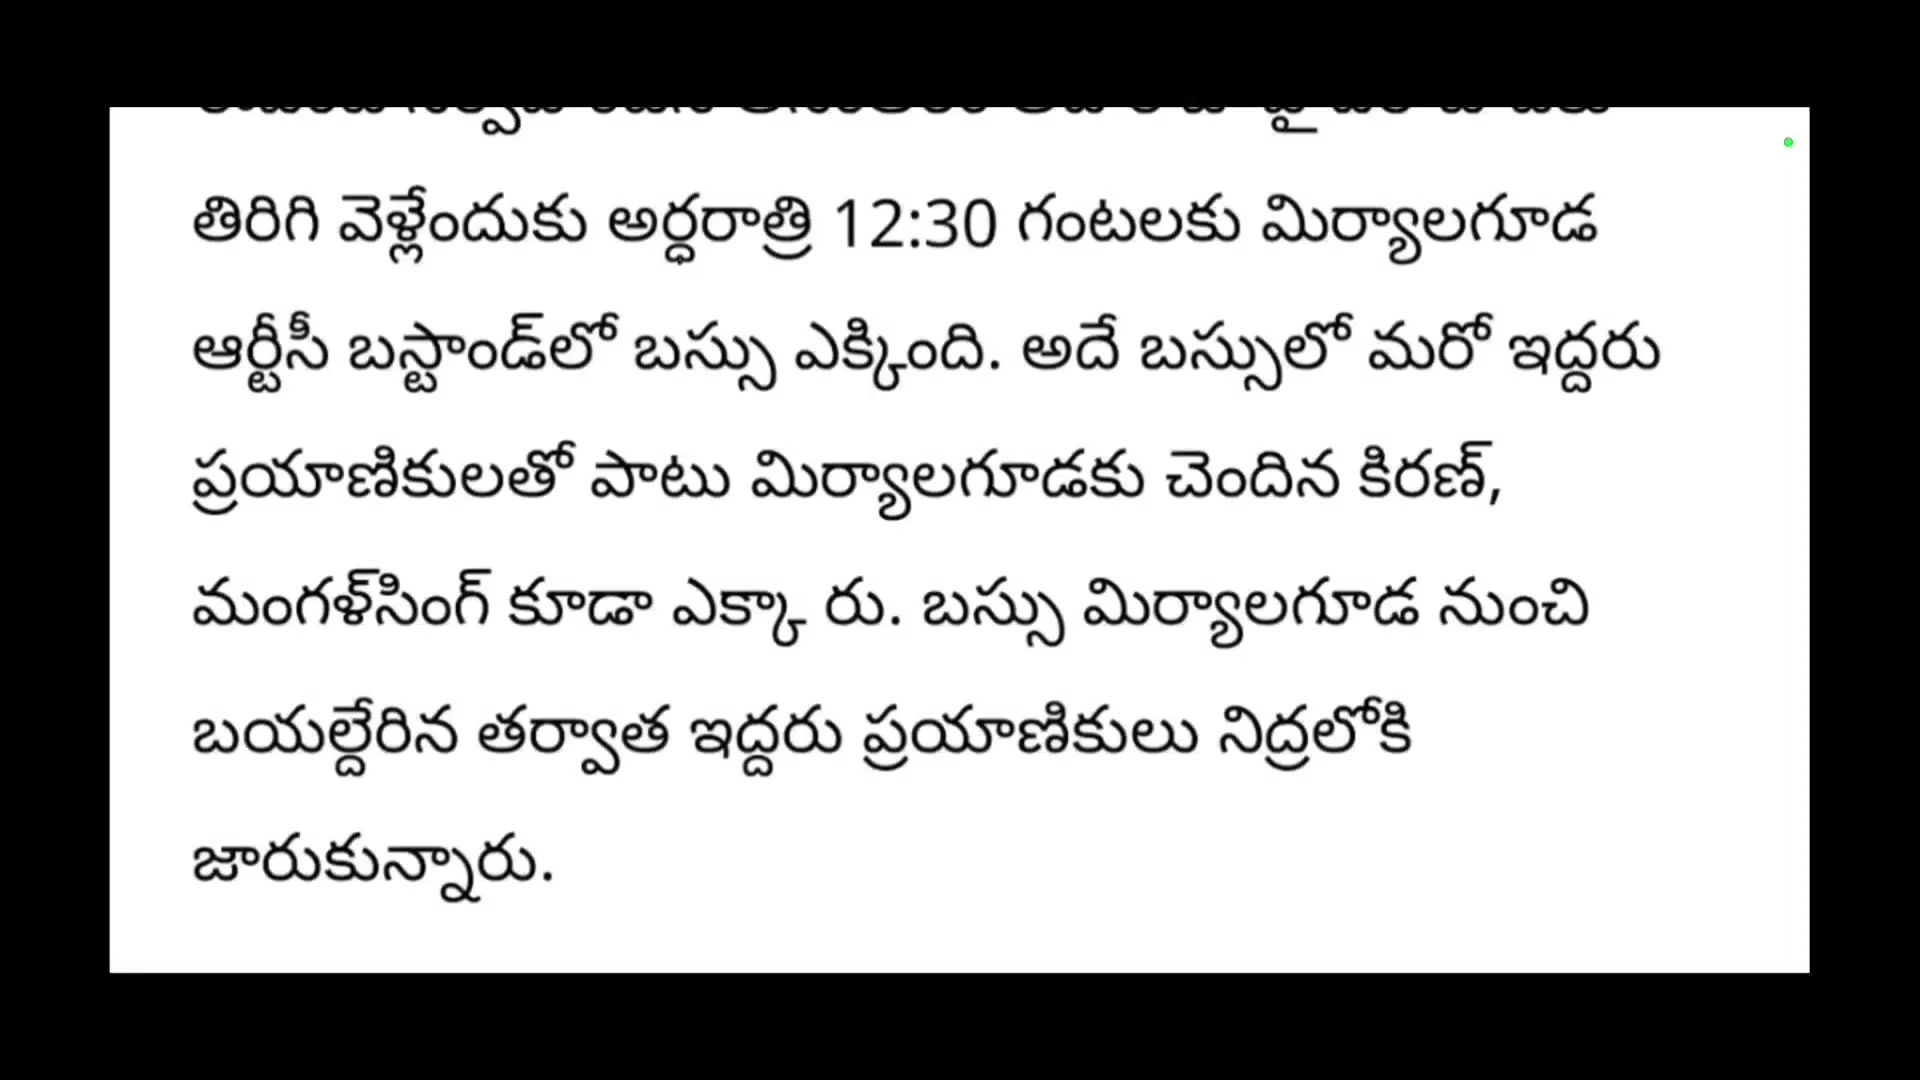 తిరిగి వెళ్లేందుకు అర్ధరాత్రి 12:30 గంటలకు మిర్యాలగూడ
ఆర్టీసీ బస్టాండ్‌లో బస్సు ఎక్కింది. అదే బస్సులో మరో ఇద్దరు
ప్రయాణికులతో పాటు మిర్యాలగూడకు చెందిన కిరణ్,
మంగళ్‌సింగ్ కూడా ఎక్కా రు. బస్సు మిర్యాలగూడ నుంచి
బయల్దేరిన తర్వాత ఇద్దరు ప్రయాణికులు నిద్రలోకి
జారుకున్నారు.